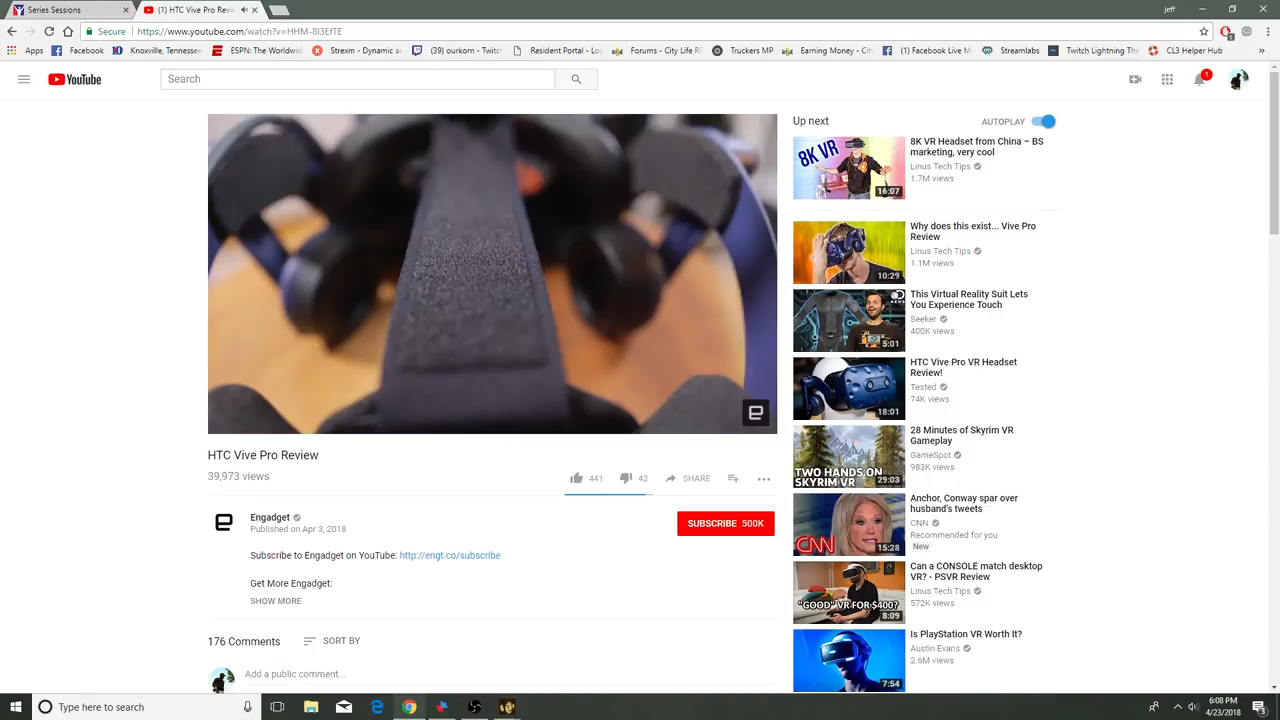 Series Sessions
(1) HTC Vive Pro Revi
Secure
https://www.youtube.com/watch?v=HHM-8I3EfTE
Apps
Facebook
Knoxville, Tennessee
ESPN: The Worldwide
Strexm - Dynamic an
(39) ourkorn - Twitch
Resident Portal - Log
Forums - City Life R
Truckers MP
Earning Money - Cit
(1) Facebook Live M
Streamlabs
Twitch Lightning The
CL3 Helper Hub
YouTube
Search
1
Up next
AUTOPLAY
8K VR
16:07
8K VR Headset from China – BS
marketing, very cool
Linus Tech Tips
1.7M views
10:29
Why does this exist... Vive Pro
Review
Linus Tech Tips
1.1M views
5:01
This Virtual Reality Suit Lets
You Experience Touch
Seeker
400K views
18:01
HTC Vive Pro VR Headset
Review!
Tested
74K views
TWO HANDS ON
SKYRIM VR
29:03
28 Minutes of Skyrim VR
Gameplay
GameSpot
983K views
CNN
15:28
Anchor, Conway spar over
husband's tweets
CNN
Recommended for you
New
"GOOD" VR FOR $400?
8:09
Can a CONSOLE match desktop
VR? - PSVR Review
Linus Tech Tips
572K views
7:54
Is PlayStation VR Worth It?
Austin Evans
2.6M views
HTC Vive Pro Review
39,973 views
441
42
SHARE
Engadget
Published on Apr 3, 2018
SUBSCRIBE 500K
Subscribe to Engadget on YouTube: http://engt.co/subscribe
Get More Engadget:
SHOW MORE
176 Comments
SORT BY
Add a public comment...
Type here to search
6:08 PM
4/23/2018
3